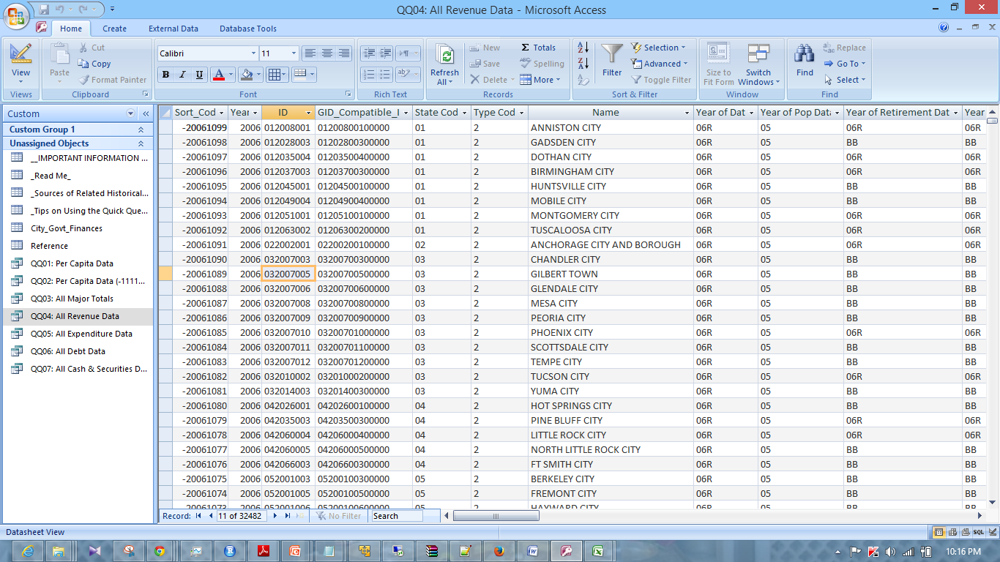 QQ04: All Revenue Data - Microsoft Access
Home Create External Data Database Tools
View Paste Cut Copy Format Painter Calibri 11 B I U A Refresh All New Save Delete Σ Totals Spelling More Filter Selection Advanced Toggle Filter Size to Fit Form Switch Windows Find Replace Go To Select
Views Clipboard Font Rich Text Records Sort & Filter Window Find
Custom
Custom Group 1
Unassigned Objects
__IMPORTANT INFORMATION ...
_Read Me_
_Sources of Related Historical...
_Tips on Using the Quick Que...
City_Govt_Finances
Reference
QQ01: Per Capita Data
QQ02: Per Capita Data (-1111...
QQ03: All Major Totals
QQ04: All Revenue Data
QQ05: All Expenditure Data
QQ06: All Debt Data
QQ07: All Cash & Securities D...
Sort_Cod Year ID GID_Compatible_I State Cod Type Cod Name Year of Dat Year of Pop Data Year of Retirement Dat Year
-20061099 2006 012008001 01200800100000 01 2 ANNISTON CITY 06R 05 06R 06R
-20061098 2006 012028003 01202800300000 01 2 GADSDEN CITY 06R 05 BB BB
-20061097 2006 012035004 01203500400000 01 2 DOTHAN CITY 06R 05 06R 06R
-20061096 2006 012037003 01203700300000 01 2 BIRMINGHAM CITY 06R 05 06R 06R
-20061095 2006 012045001 01204500100000 01 2 HUNTSVILLE CITY 06R 05 BB BB
-20061094 2006 012049004 01204900400000 01 2 MOBILE CITY 06R 05 BB BB
-20061093 2006 012051001 01205100100000 01 2 MONTGOMERY CITY 06R 05 06R 06R
-20061092 2006 012063002 01206300200000 01 2 TUSCALOOSA CITY 06R 05 06R 06R
-20061091 2006 022002001 02200200100000 02 2 ANCHORAGE CITY AND BOROUGH 06R 05 06R 06R
-20061090 2006 032007003 03200700300000 03 2 CHANDLER CITY 06R 05 BB BB
-20061089 2006 032007005 03200700500000 03 2 GILBERT TOWN 06R 05 BB BB
-20061088 2006 032007006 03200700600000 03 2 GLENDALE CITY 06R 05 BB BB
-20061087 2006 032007008 03200700800000 03 2 MESA CITY 06R 05 BB BB
-20061086 2006 032007009 03200700900000 03 2 PEORIA CITY 06R 05 BB BB
-20061085 2006 032007010 03200701000000 03 2 PHOENIX CITY 06R 05 06R 06R
-20061084 2006 032007011 03200701100000 03 2 SCOTTSDALE CITY 06R 05 BB BB
-20061083 2006 032007012 03200701200000 03 2 TEMPE CITY 06R 05 BB BB
-20061082 2006 032010002 03201000200000 03 2 TUCSON CITY 06R 05 06R 06R
-20061081 2006 032014003 03201400300000 03 2 YUMA CITY 06R 05 BB BB
-20061080 2006 042026001 04202600100000 04 2 HOT SPRINGS CITY 06R 05 BB BB
-20061079 2006 042035003 04203500300000 04 2 PINE BLUFF CITY 06R 05 06R 06R
-20061078 2006 042060004 04206000400000 04 2 LITTLE ROCK CITY 06R 05 06R 06R
-20061077 2006 042060005 04206000500000 04 2 NORTH LITTLE ROCK CITY 06R 05 BB BB
-20061076 2006 042066003 04206600300000 04 2 FT SMITH CITY 06R 05 BB BB
-20061075 2006 052001003 05200100300000 05 2 BERKELEY CITY 06R 05 BB BB
-20061074 2006 052001005 05200100500000 05 2 FREMONT CITY 06R 05 BB BB
-20061073 2006 052001006 05200100600000 05 2 HAYWARD CITY 06R 05 BB BB
Record: 11 of 32482 No Filter Search
Datasheet View SQL
10:16 PM